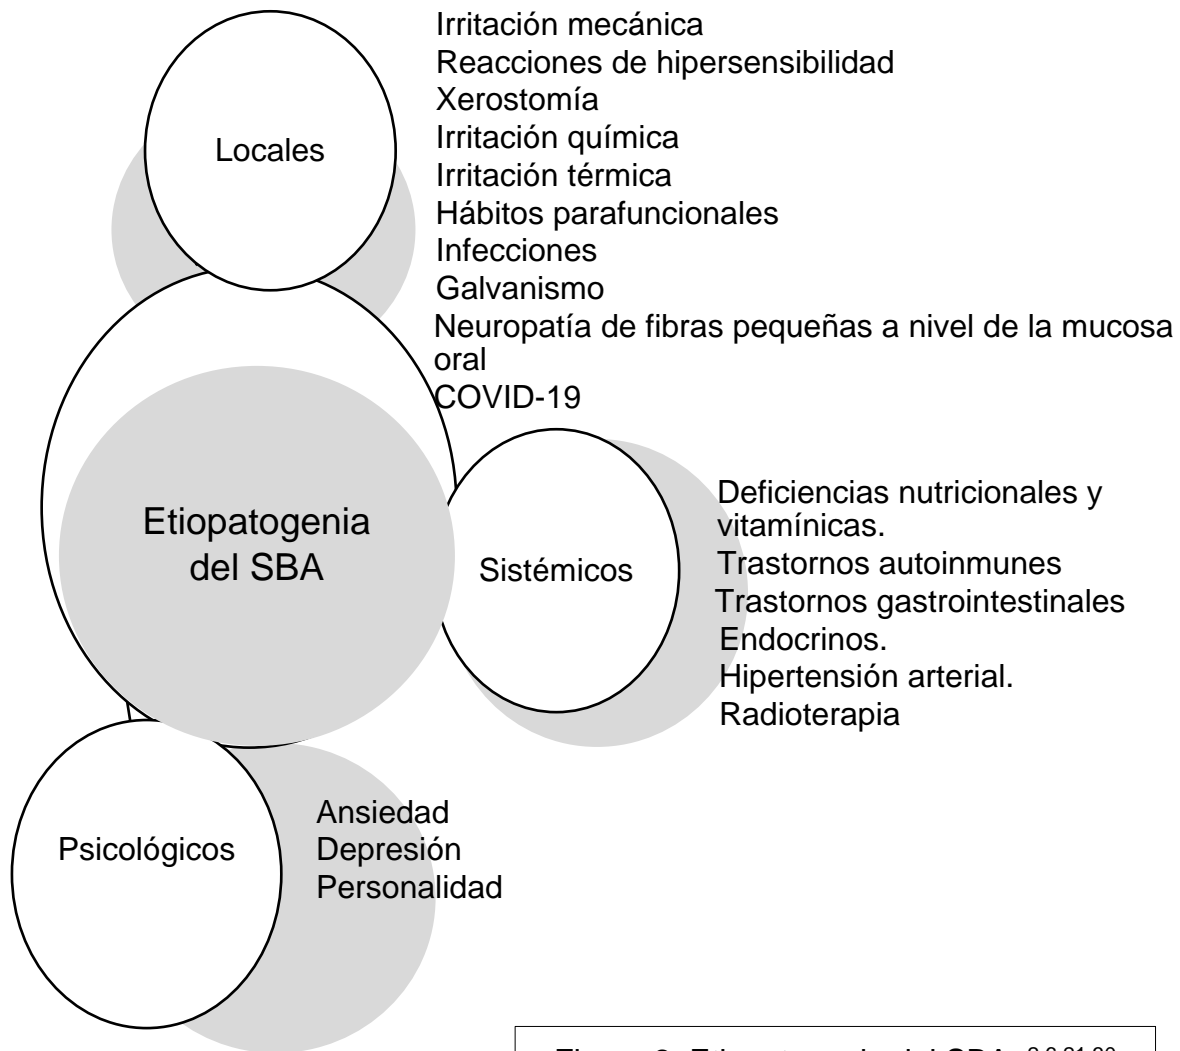 Irritación mecánica
Reacciones de hipersensibilidad
Xerostomía
Irritación química
Irritación térmica
Hábitos parafuncionales
Infecciones
Galvanismo
Neuropatía de fibras pequeñas a nivel de la mucosa
oral
COVID-19
Locales
Etiopatogenia
del SBA
Sistémicos
Deficiencias nutricionales y
vitamínicas.
Trastornos autoinmunes
Trastornos gastrointestinales
Endocrinos.
Hipertensión arterial.
Radioterapia
Psicológicos
Ansiedad
Depresión
Personalidad
del SBA